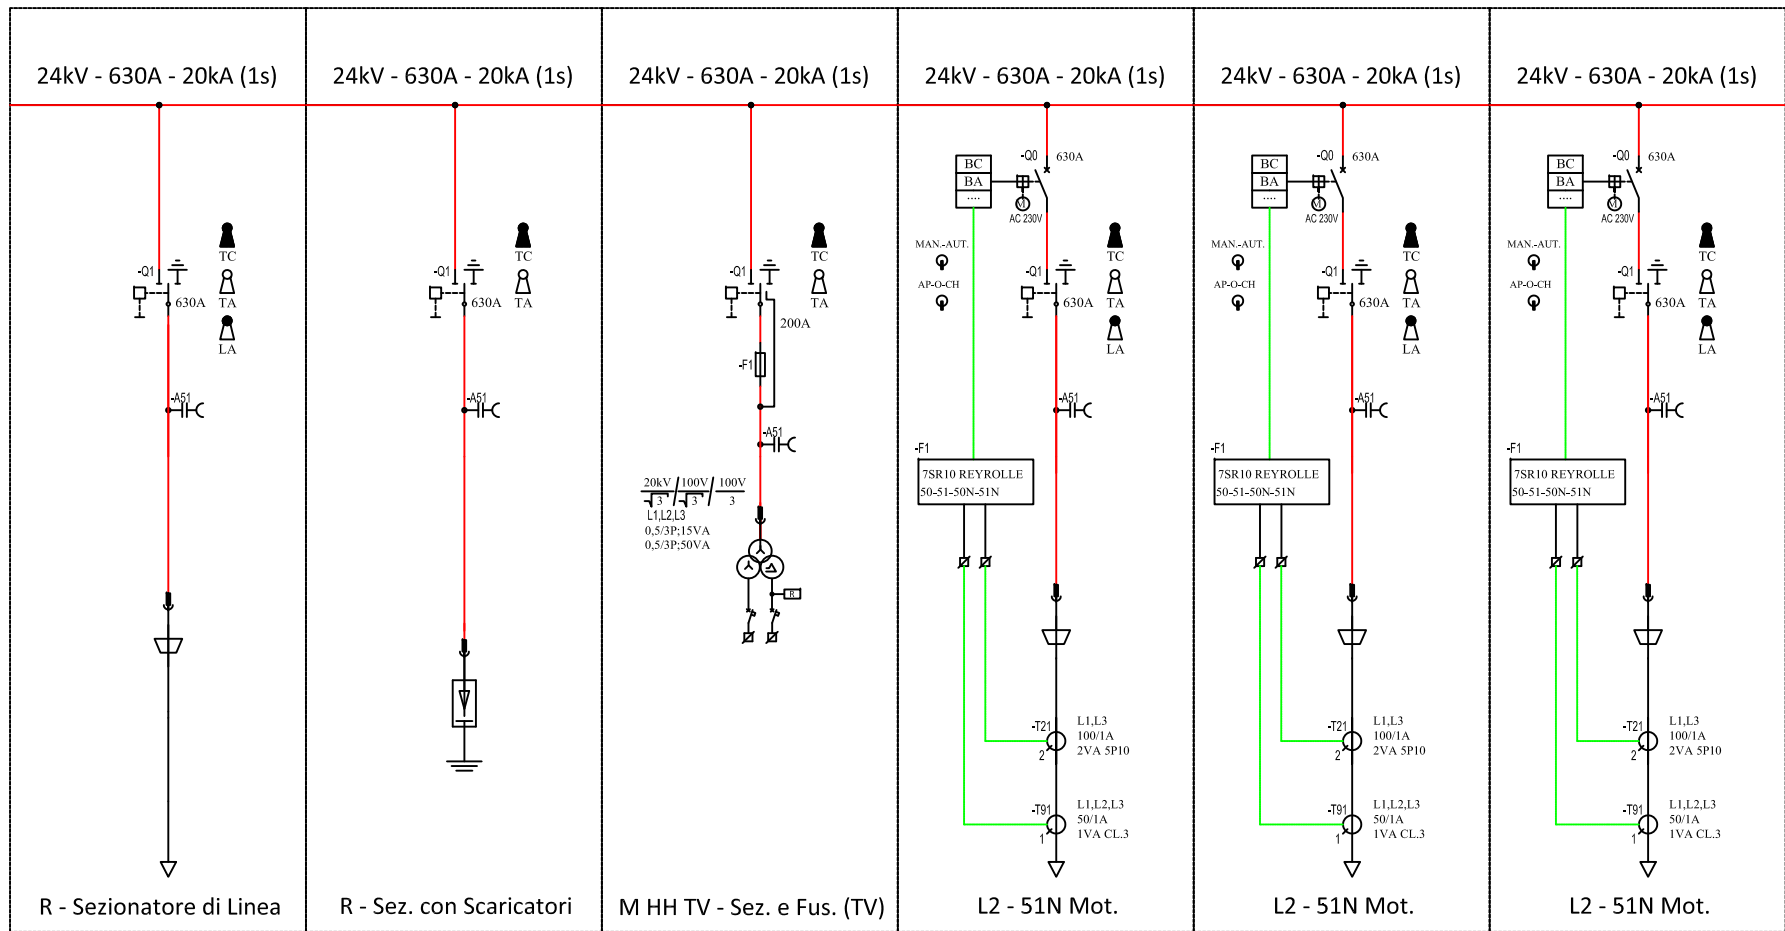 24kV - 630A - 20kA (1s)
-Q1
630A
TC
TA
LA
-A51
R - Sezionatore di Linea
24kV - 630A - 20kA (1s)
-Q1
630A
TC
TA
-A51
R - Sez. con Scaricatori
24kV - 630A - 20kA (1s)
-Q1
TC
TA
200A
-F1
-A51
20kV / 100V / 100V
√3 √3 3
L1,L2,L3
0,5/3P;15VA
0,5/3P;50VA
R
M HH TV - Sez. e Fus. (TV)
24kV - 630A - 20kA (1s)
-Q0
630A
BC
BA
....
M
AC 230V
MAN.-AUT.
AP-O-CH
-Q1
630A
TC
TA
LA
-A51
-F1
7SR10 REYROLLE
50-51-50N-51N
-T21
2
L1,L3
100/1A
2VA 5P10
-T91
1
L1,L2,L3
50/1A
1VA CL.3
L2 - 51N Mot.
24kV - 630A - 20kA (1s)
-Q0
630A
BC
BA
....
M
AC 230V
MAN.-AUT.
AP-O-CH
-Q1
630A
TC
TA
LA
-A51
-F1
7SR10 REYROLLE
50-51-50N-51N
-T21
2
L1,L3
100/1A
2VA 5P10
-T91
1
L1,L2,L3
50/1A
1VA CL.3
L2 - 51N Mot.
24kV - 630A - 20kA (1s)
-Q0
630A
BC
BA
....
M
AC 230V
MAN.-AUT.
AP-O-CH
-Q1
630A
TC
TA
LA
-A51
-F1
7SR10 REYROLLE
50-51-50N-51N
-T21
2
L1,L3
100/1A
2VA 5P10
-T91
1
L1,L2,L3
50/1A
1VA CL.3
L2 - 51N Mot.